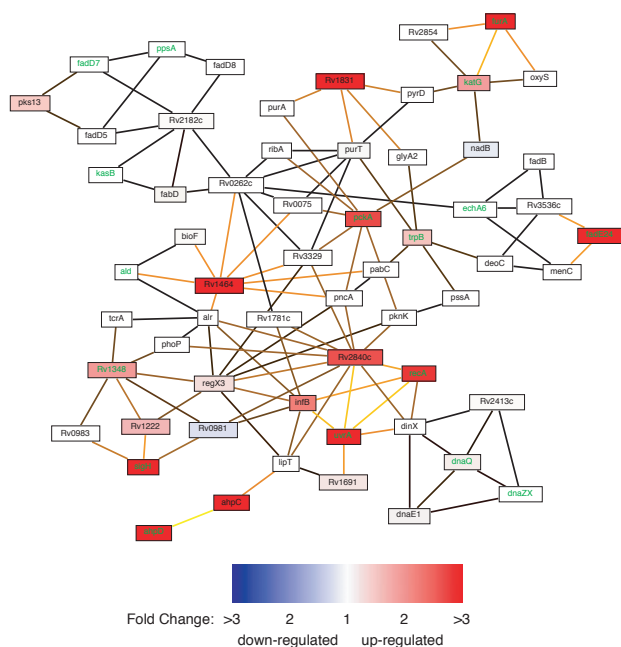 Rv2854
ppsA
fadD7
fadD8
Rv1831
katG
oxyS
pyrD
pks13
purA
Rv2182c
fadD5
ribA
purT
glyA2
nadB
fadB
kasB
fabD
Rv0262c
Rv0075
echA6
Rv3536c
bioF
trpB
ald
Rv3329
pabC
deoC
menC
Rv1464
pncA
pssA
tcrA
alr
Rv1781c
pknK
phoP
Rv2840c
Rv1348
regX3
infB
Rv2413c
Rv1222
Rv0983
Rv0981
dinX
lipT
dnaQ
Rv1691
dnaZX
ahpC
dnaE1
Fold Change: >3 2 1 2 >3
down-regulated up-regulated